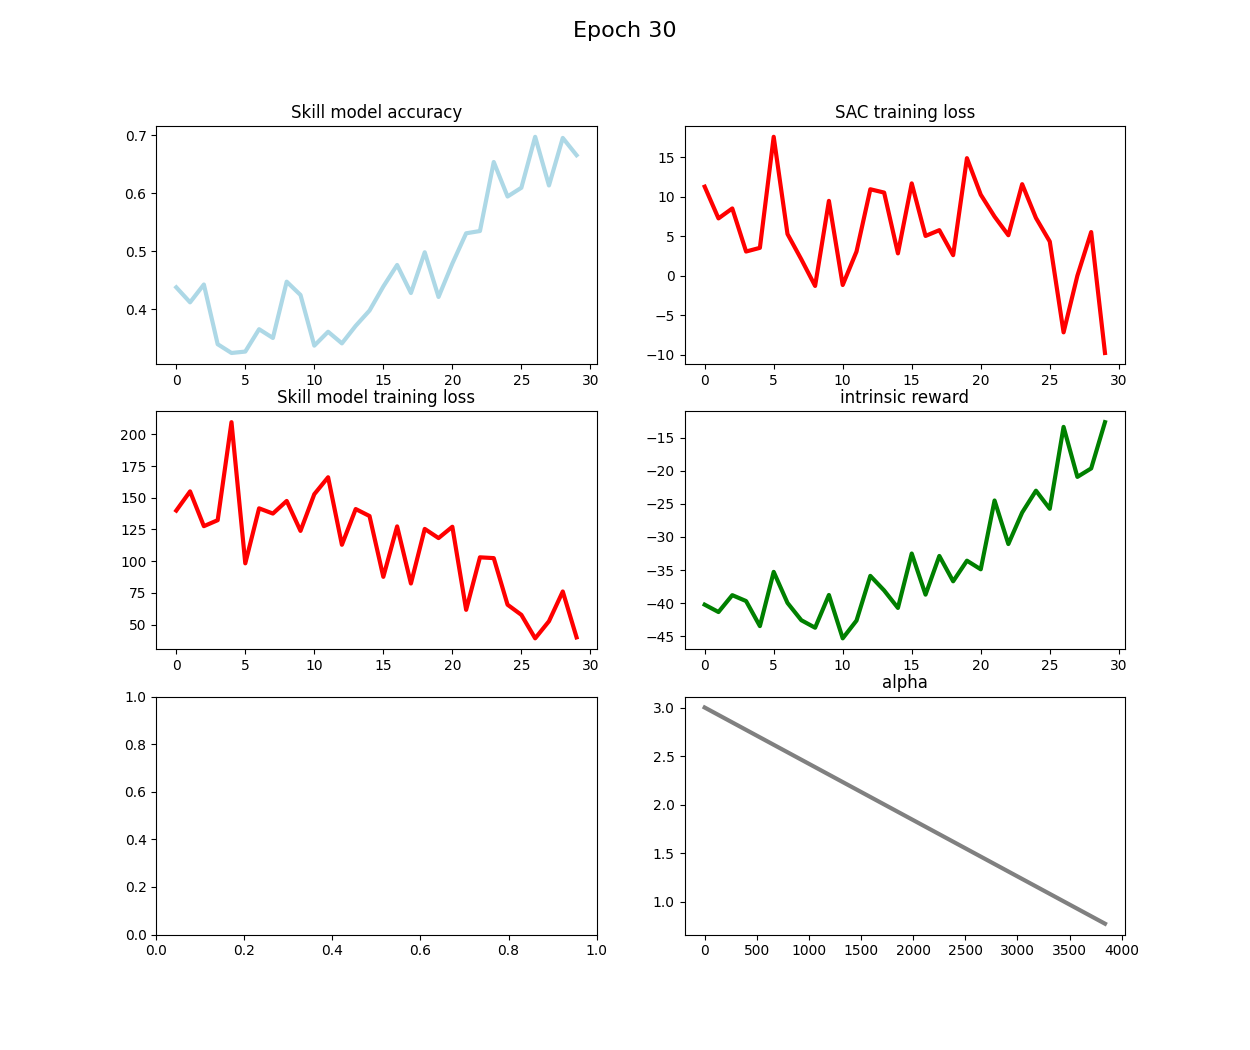 Epoch 30
Skill model accuracy
0.7
0.6
0.5
0.4
0 5 10 15 20 25 30
SAC training loss
15
10
5
0
−5
−10
0 5 10 15 20 25 30
Skill model training loss
200
175
150
125
100
75
50
0 5 10 15 20 25 30
intrinsic reward
−15
−20
−25
−30
−35
−40
−45
0 5 10 15 20 25 30
1.0
0.8
0.6
0.4
0.2
0.0
0.0 0.2 0.4 0.6 0.8 1.0
alpha
3.0
2.5
2.0
1.5
1.0
0 500 1000 1500 2000 2500 3000 3500 4000